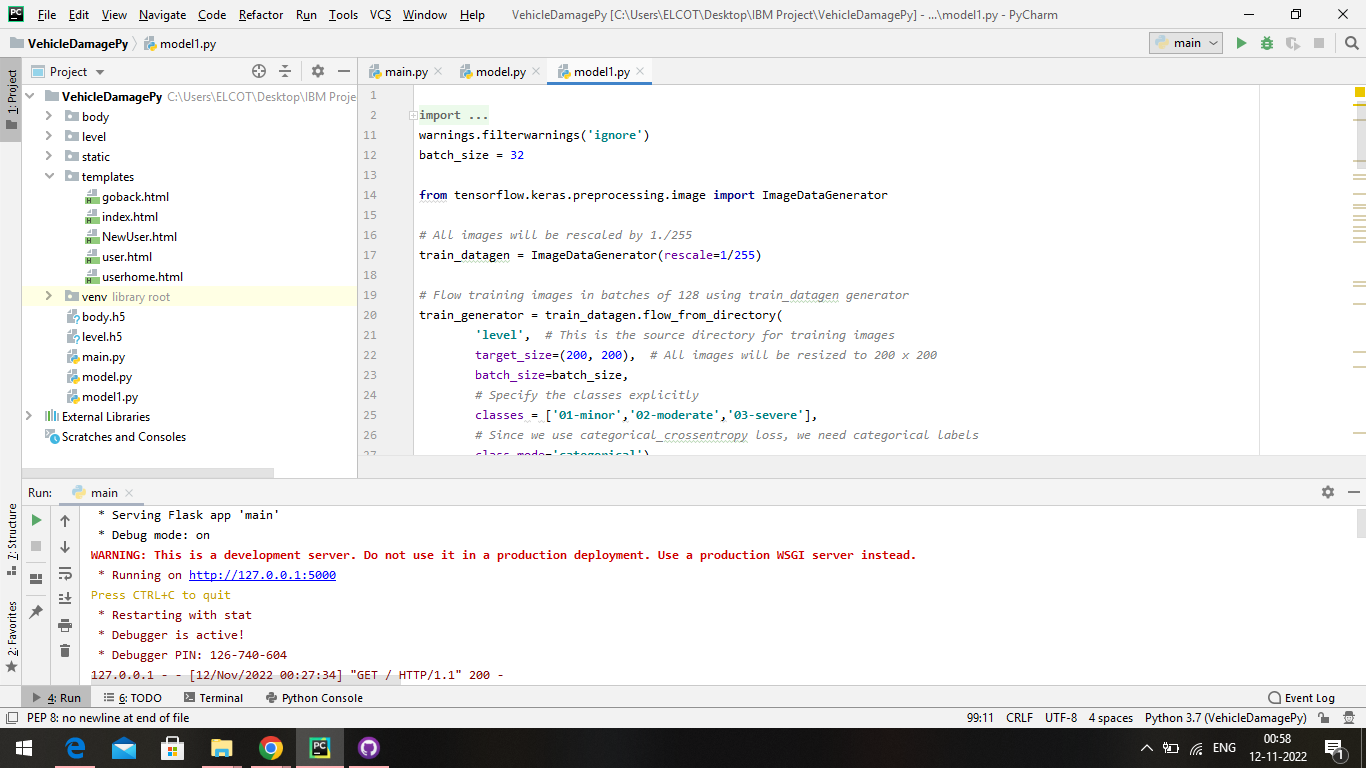 File Edit View Navigate Code Refactor Run Tools VCS Window Help VehicleDamagePy [C:\Users\ELCOT\Desktop\IBM Project\VehicleDamagePy] - ...\model1.py - PyCharm
VehicleDamagePy model1.py main
1: Project
Project
main.py model.py model1.py
VehicleDamagePy C:\Users\ELCOT\Desktop\IBM Proje
body
level
static
templates
goback.html
index.html
NewUser.html
user.html
userhome.html
venv library root
body.h5
level.h5
main.py
model.py
model1.py
External Libraries
Scratches and Consoles
1
2 import ...
11 warnings.filterwarnings('ignore')
12 batch_size = 32
13
14 from tensorflow.keras.preprocessing.image import ImageDataGenerator
15
16 # All images will be rescaled by 1./255
17 train_datagen = ImageDataGenerator(rescale=1/255)
18
19 # Flow training images in batches of 128 using train_datagen generator
20 train_generator = train_datagen.flow_from_directory(
21 'level', # This is the source directory for training images
22 target_size=(200, 200), # All images will be resized to 200 x 200
23 batch_size=batch_size,
24 # Specify the classes explicitly
25 classes = ['01-minor','02-moderate','03-severe'],
26 # Since we use categorical_crossentropy loss, we need categorical labels
27 class_mode='categorical')
Run: main
7: Structure
2: Favorites
* Serving Flask app 'main'
* Debug mode: on
WARNING: This is a development server. Do not use it in a production deployment. Use a production WSGI server instead.
* Running on http://127.0.0.1:5000
Press CTRL+C to quit
* Restarting with stat
* Debugger is active!
* Debugger PIN: 126-740-604
127.0.0.1 - - [12/Nov/2022 00:27:34] "GET / HTTP/1.1" 200 -
4: Run 6: TODO Terminal Python Console Event Log
PEP 8: no newline at end of file 99:11 CRLF UTF-8 4 spaces Python 3.7 (VehicleDamagePy)
ENG 00:58
12-11-2022
1